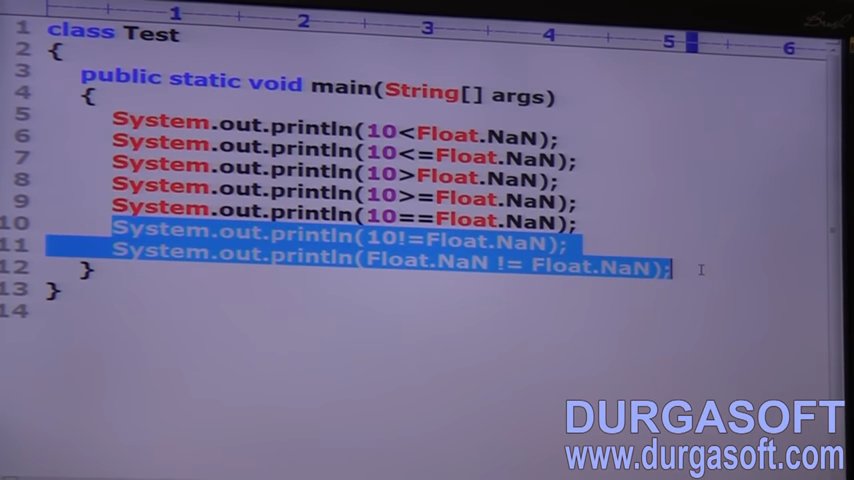 1 2 3 4 5 6
1 class Test
2 {
3 public static void main(String[] args)
4 {
5 System.out.println(10<Float.NaN);
6 System.out.println(10<=Float.NaN);
7 System.out.println(10>Float.NaN);
8 System.out.println(10>=Float.NaN);
9 System.out.println(10==Float.NaN);
10 System.out.println(10!=Float.NaN);
11 System.out.println(Float.NaN != Float.NaN);
12 }
13 }
14
DURGASOFT
www.durgasoft.com